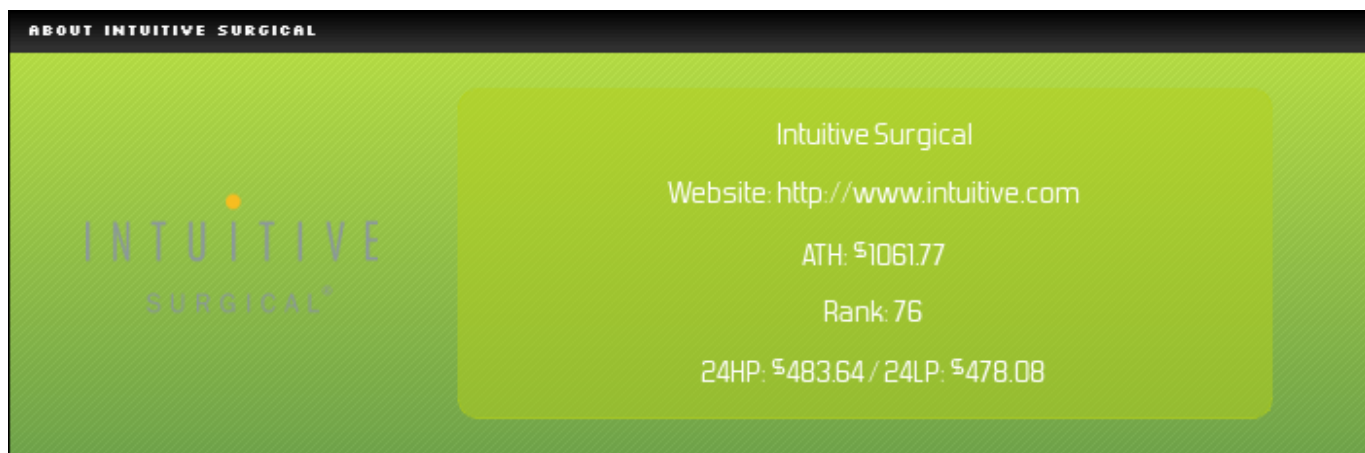 ABOUT INTUITIVE SURGICAL
INTUITIVE
SURGICAL®
Intuitive Surgical
Website: http://www.intuitive.com
ATH: $1061.77
Rank: 76
24HP: $483.64 / 24LP: $478.08